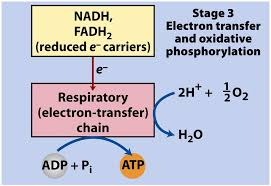 NADH,
FADH₂
(reduced e⁻ carriers)
Stage 3
Electron transfer
and oxidative
phosphorylation
e⁻
Respiratory
(electron-transfer)
chain
2H⁺ + ½O₂
H₂O
ADP + Pᵢ
ATP